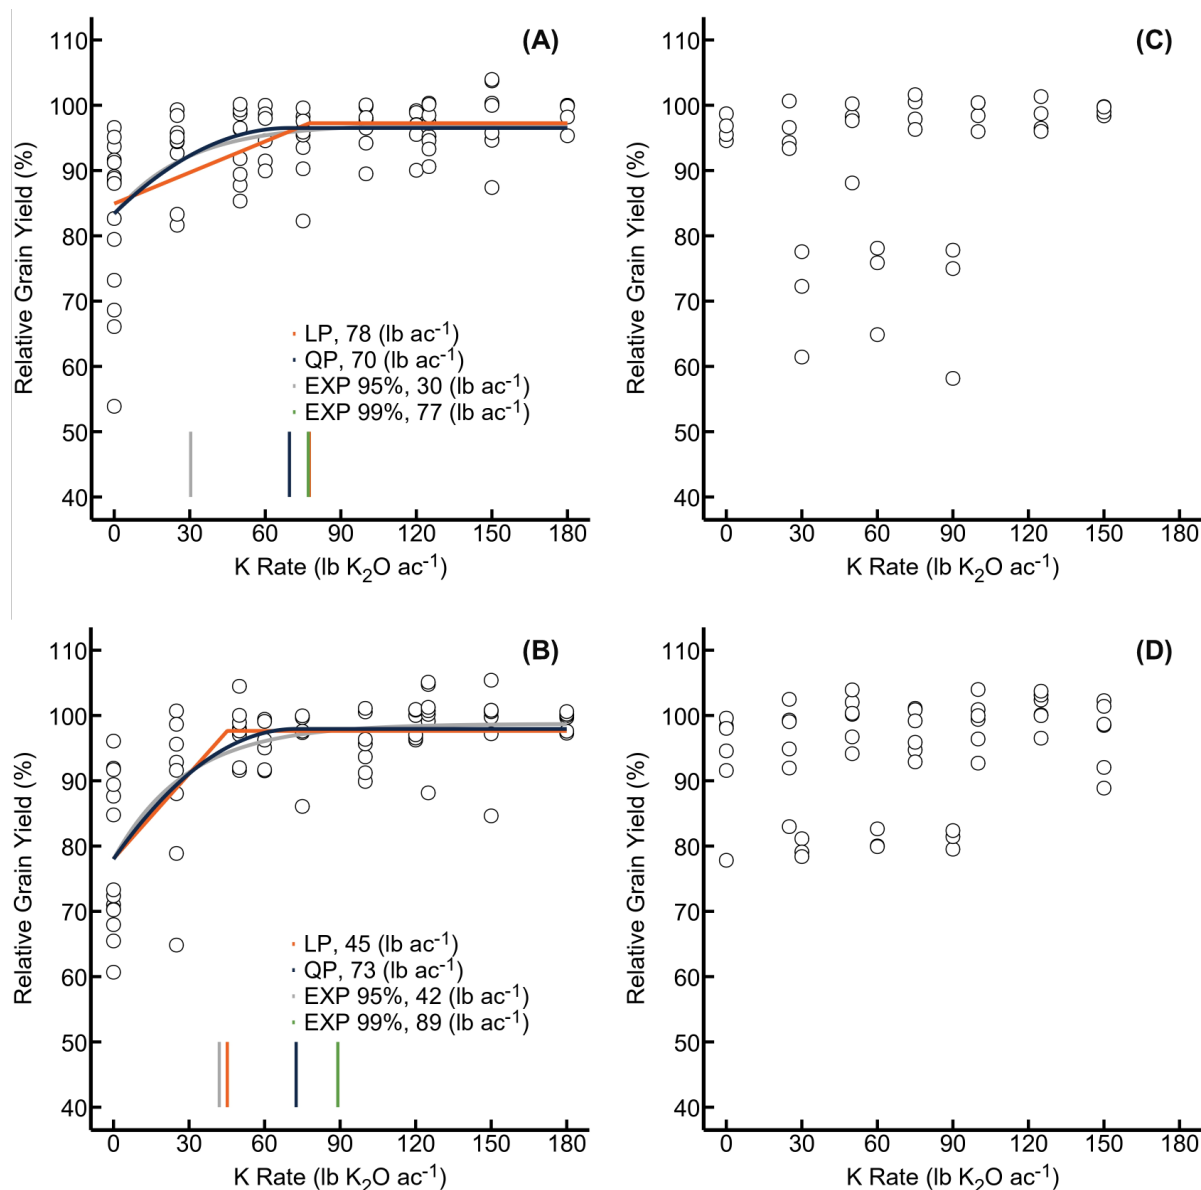 (A)
Relative Grain Yield (%)
110
100
90
80
70
60
50
40
LP, 78 (lb ac⁻¹)
QP, 70 (lb ac⁻¹)
EXP 95%, 30 (lb ac⁻¹)
EXP 99%, 77 (lb ac⁻¹)
0 30 60 90 120 150 180
K Rate (lb K₂O ac⁻¹)
(C)
Relative Grain Yield (%)
110
100
90
80
70
60
50
40
0 30 60 90 120 150 180
K Rate (lb K₂O ac⁻¹)
(B)
Relative Grain Yield (%)
110
100
90
80
70
60
50
40
LP, 45 (lb ac⁻¹)
QP, 73 (lb ac⁻¹)
EXP 95%, 42 (lb ac⁻¹)
EXP 99%, 89 (lb ac⁻¹)
0 30 60 90 120 150 180
K Rate (lb K₂O ac⁻¹)
(D)
Relative Grain Yield (%)
110
100
90
80
70
60
50
40
0 30 60 90 120 150 180
K Rate (lb K₂O ac⁻¹)